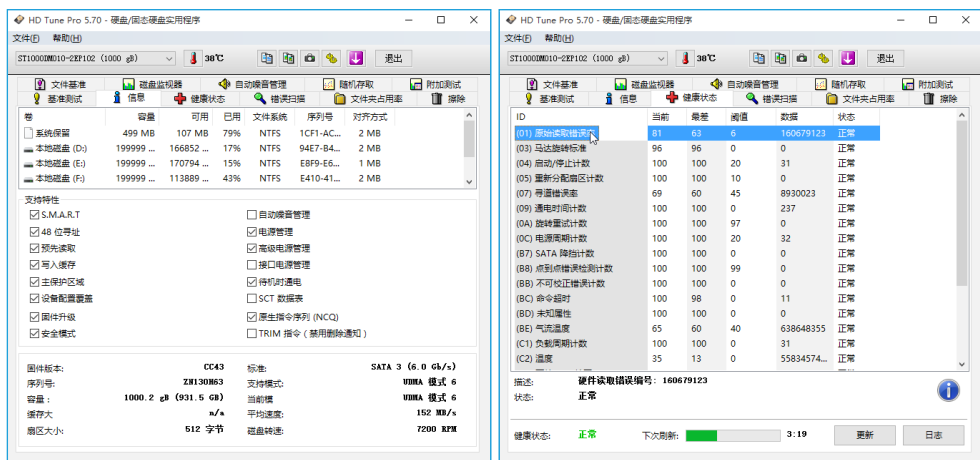 HD Tune Pro 5.70 - 硬盘/固态硬盘实用程序
文件(F) 帮助(H)
ST1000DM010-2EP102 (1000 gB) 38℃ 退出
文件基准 磁盘监视器 自动噪音管理 随机存取 附加测试
基准测试 信息 健康状态 错误扫描 文件夹占用率 擦除
卷 容量 可用 已用 文件系统 序列号 对齐方式
系统保留 499 MB 107 MB 79% NTFS 1CF1-AC... 2 MB
本地磁盘 (D:) 199999 ... 166852 ... 17% NTFS 94E7-B4... 2 MB
本地磁盘 (E:) 199999 ... 170794 ... 15% NTFS E8F9-E6... 1 MB
本地磁盘 (F:) 199999 ... 113889 ... 43% NTFS E410-41... 2 MB
支持特性
S.M.A.R.T 自动噪音管理
48 位寻址 电源管理
预先读取 高级电源管理
写入缓存 接口电源管理
主保护区域 待机时通电
设备配置覆盖 SCT 数据表
固件升级 原生指令序列 (NCQ)
安全模式 TRIM 指令（禁用删除通知）
固件版本: CC43 标准: SATA 3 (6.0 Gb/s)
序列号: ZN130M63 支持模式: UDMA 模式 6
容量： 1000.2 gB (931.5 GB) 当前模 UDMA 模式 6
缓存大 n/a 平均速度: 152 MB/s
扇区大小: 512 字节 磁盘转速: 7200 RPM
HD Tune Pro 5.70 - 硬盘/固态硬盘实用程序
文件(F) 帮助(H)
ST1000DM010-2EP102 (1000 gB) 38℃ 退出
文件基准 磁盘监视器 自动噪音管理 随机存取 附加测试
基准测试 信息 健康状态 错误扫描 文件夹占用率 擦除
ID 当前 最差 阈值 数据 状态
(01) 原始读取错误率 81 63 6 160679123 正常
(03) 马达旋转标准 96 96 0 0 正常
(04) 启动/停止计数 100 100 20 31 正常
(05) 重新分配扇区计数 100 100 10 0 正常
(07) 寻道错误率 69 60 45 8930023 正常
(09) 通电时间计数 100 100 0 237 正常
(0A) 旋转重试计数 100 100 97 0 正常
(0C) 电源周期计数 100 100 20 32 正常
(B7) SATA 降挡计数 100 100 0 0 正常
(B8) 点到点错误检测计数 100 100 99 0 正常
(BB) 不可校正错误计数 100 100 0 0 正常
(BC) 命令超时 100 98 0 11 正常
(BD) 未知属性 100 100 0 0 正常
(BE) 气流温度 65 60 40 638648355 正常
(C1) 负载周期计数 100 100 0 31 正常
(C2) 温度 35 13 0 55834574... 正常
描述: 硬件读取错误编号: 160679123
状态: 正常
健康状态: 正常 下次刷新: 3:19 更新 日志